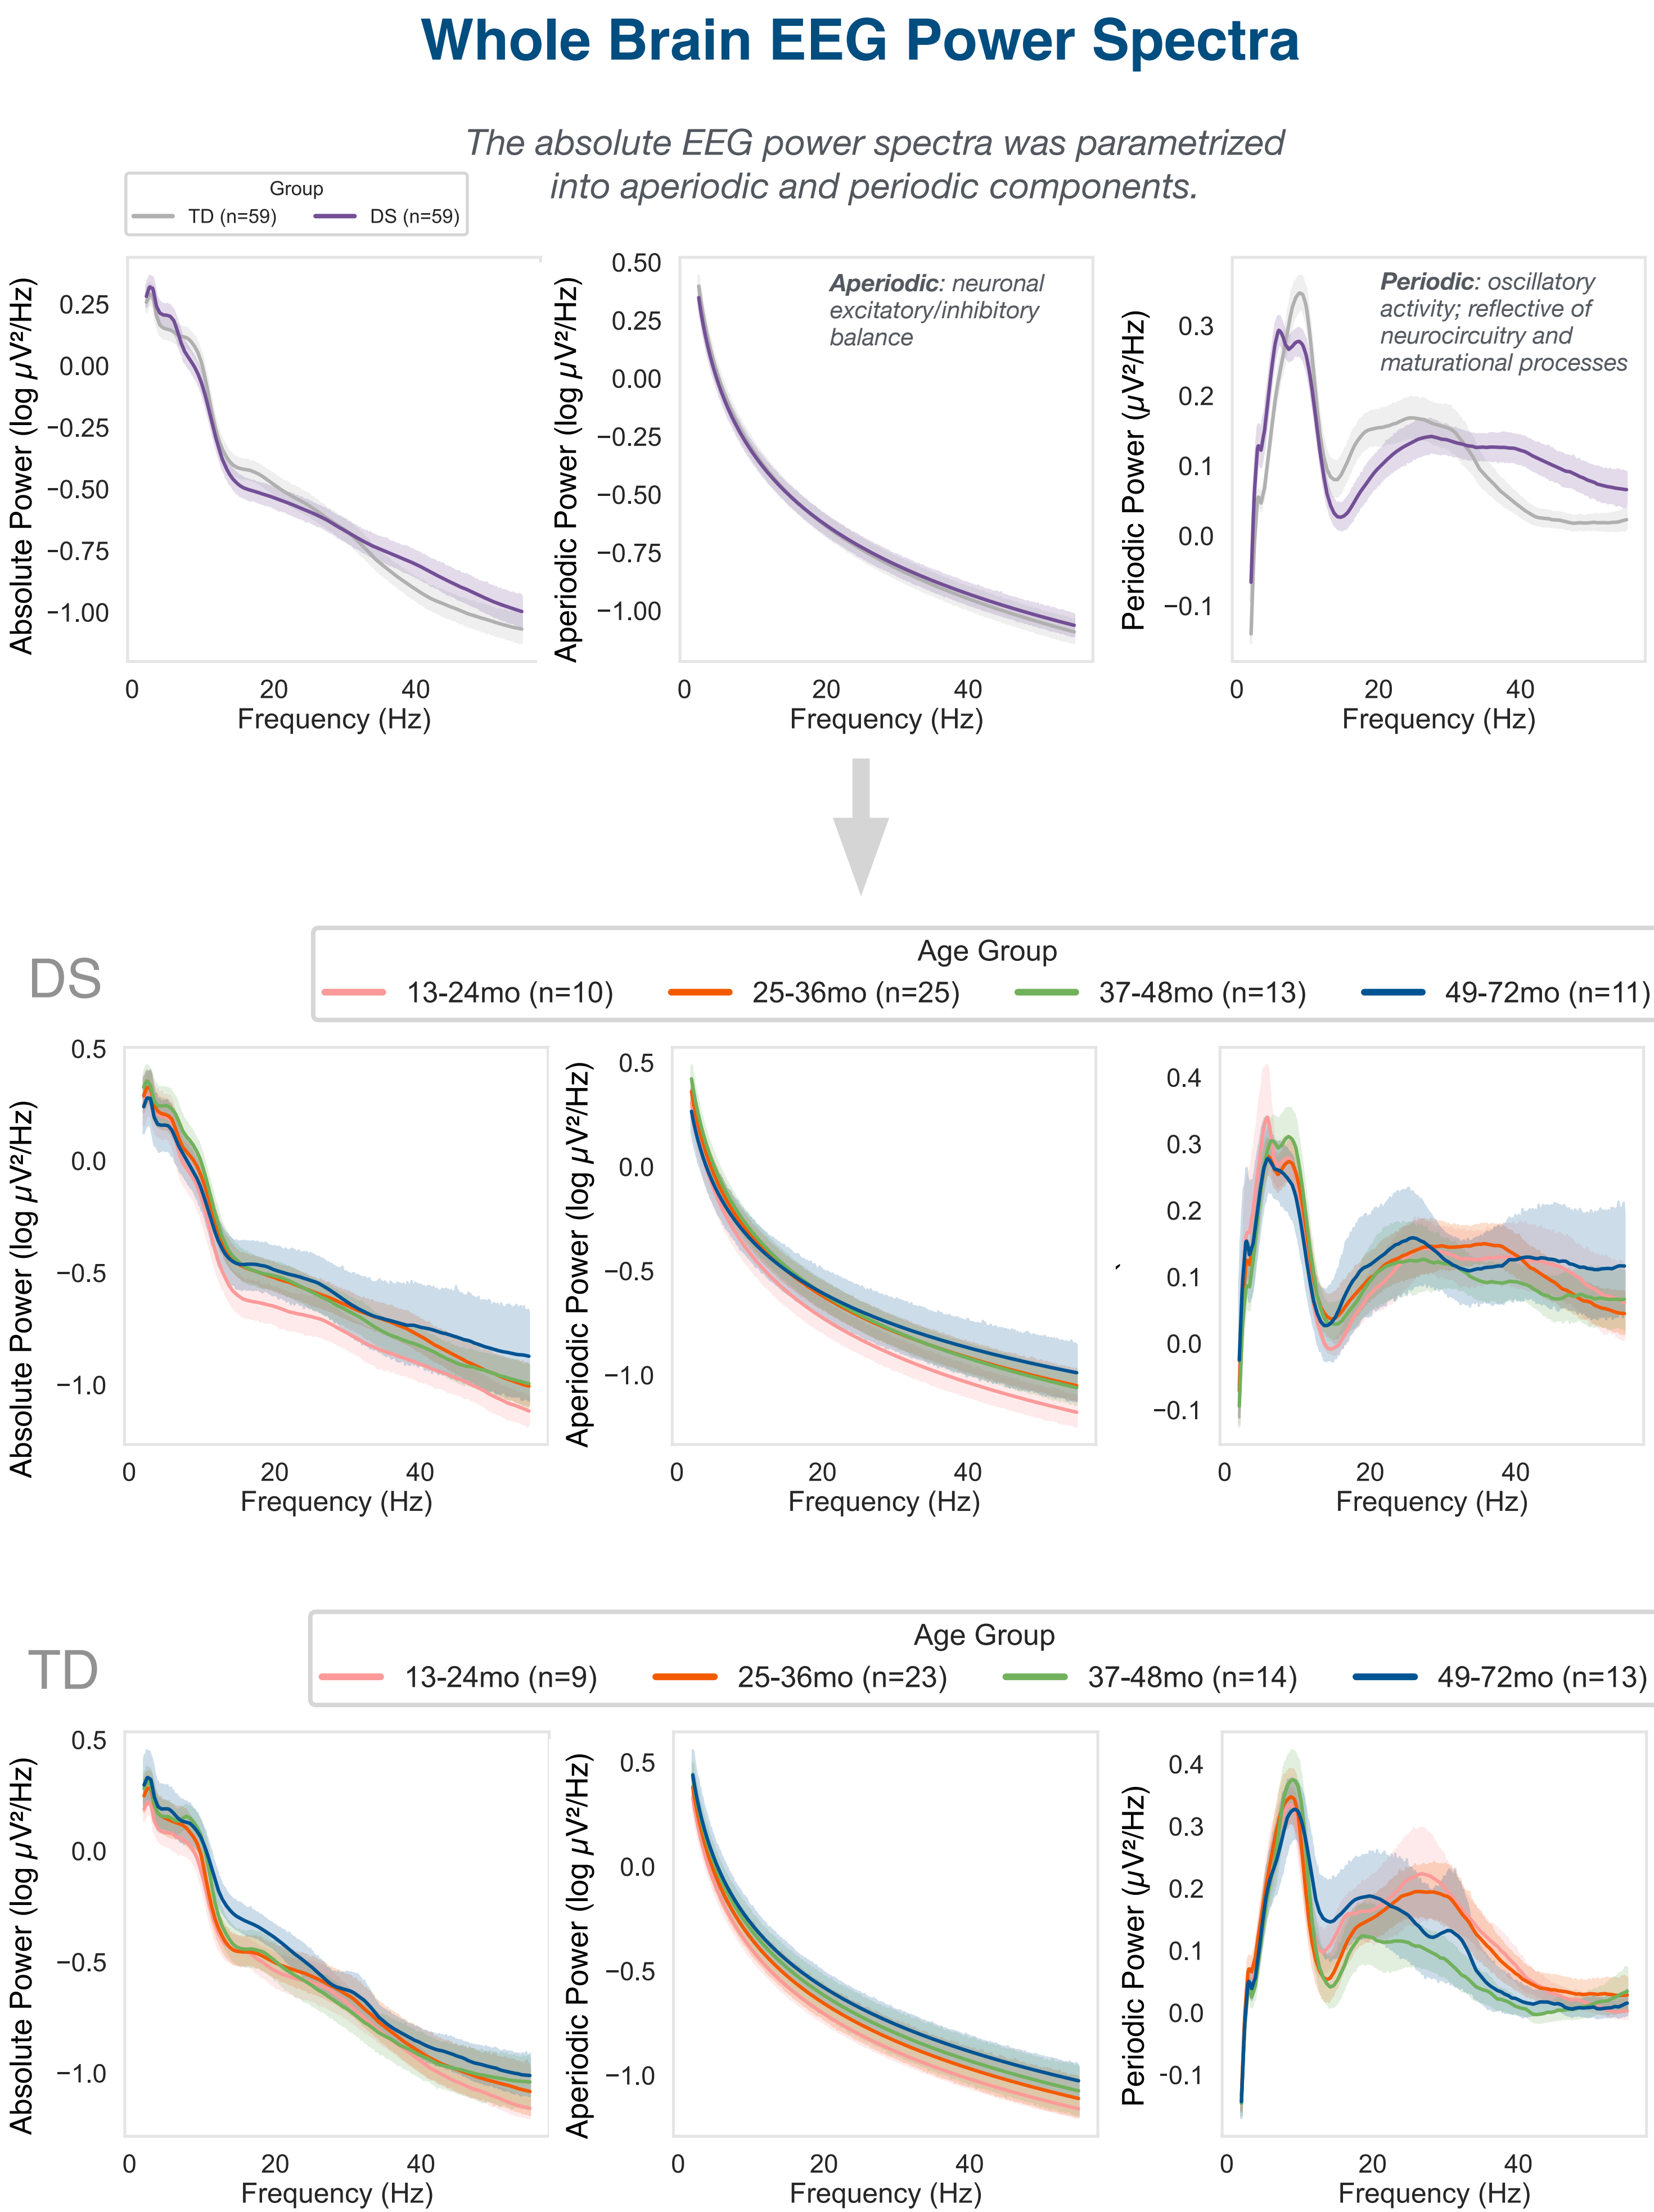 Whole Brain EEG Power Spectra
The absolute EEG power spectra was parametrized
into aperiodic and periodic components.
Group
TD (n=59) DS (n=59)
Absolute Power (log µV²/Hz)
0.25
0.00
−0.25
−0.50
−0.75
−1.00
0 20 40
Frequency (Hz)
Aperiodic Power (log µV²/Hz)
0.50
0.25
0.00
−0.25
−0.50
−0.75
−1.00
Aperiodic: neuronal
excitatory/inhibitory
balance
0 20 40
Frequency (Hz)
Periodic Power (µV²/Hz)
0.3
0.2
0.1
0.0
−0.1
Periodic: oscillatory
activity; reflective of
neurocircuitry and
maturational processes
0 20 40
Frequency (Hz)
DS
Age Group
13-24mo (n=10) 25-36mo (n=25) 37-48mo (n=13) 49-72mo (n=11)
Absolute Power (log µV²/Hz)
0.5
0.0
−0.5
−1.0
0 20 40
Frequency (Hz)
Aperiodic Power (log µV²/Hz)
0.5
0.0
−0.5
−1.0
0 20 40
Frequency (Hz)
0.4
0.3
0.2
0.1
0.0
−0.1
0 20 40
Frequency (Hz)
TD
Age Group
13-24mo (n=9) 25-36mo (n=23) 37-48mo (n=14) 49-72mo (n=13)
Absolute Power (log µV²/Hz)
0.5
0.0
−0.5
−1.0
0 20 40
Frequency (Hz)
Aperiodic Power (log µV²/Hz)
0.5
0.0
−0.5
−1.0
0 20 40
Frequency (Hz)
Periodic Power (µV²/Hz)
0.4
0.3
0.2
0.1
0.0
-0.1
0 20 40
Frequency (Hz)